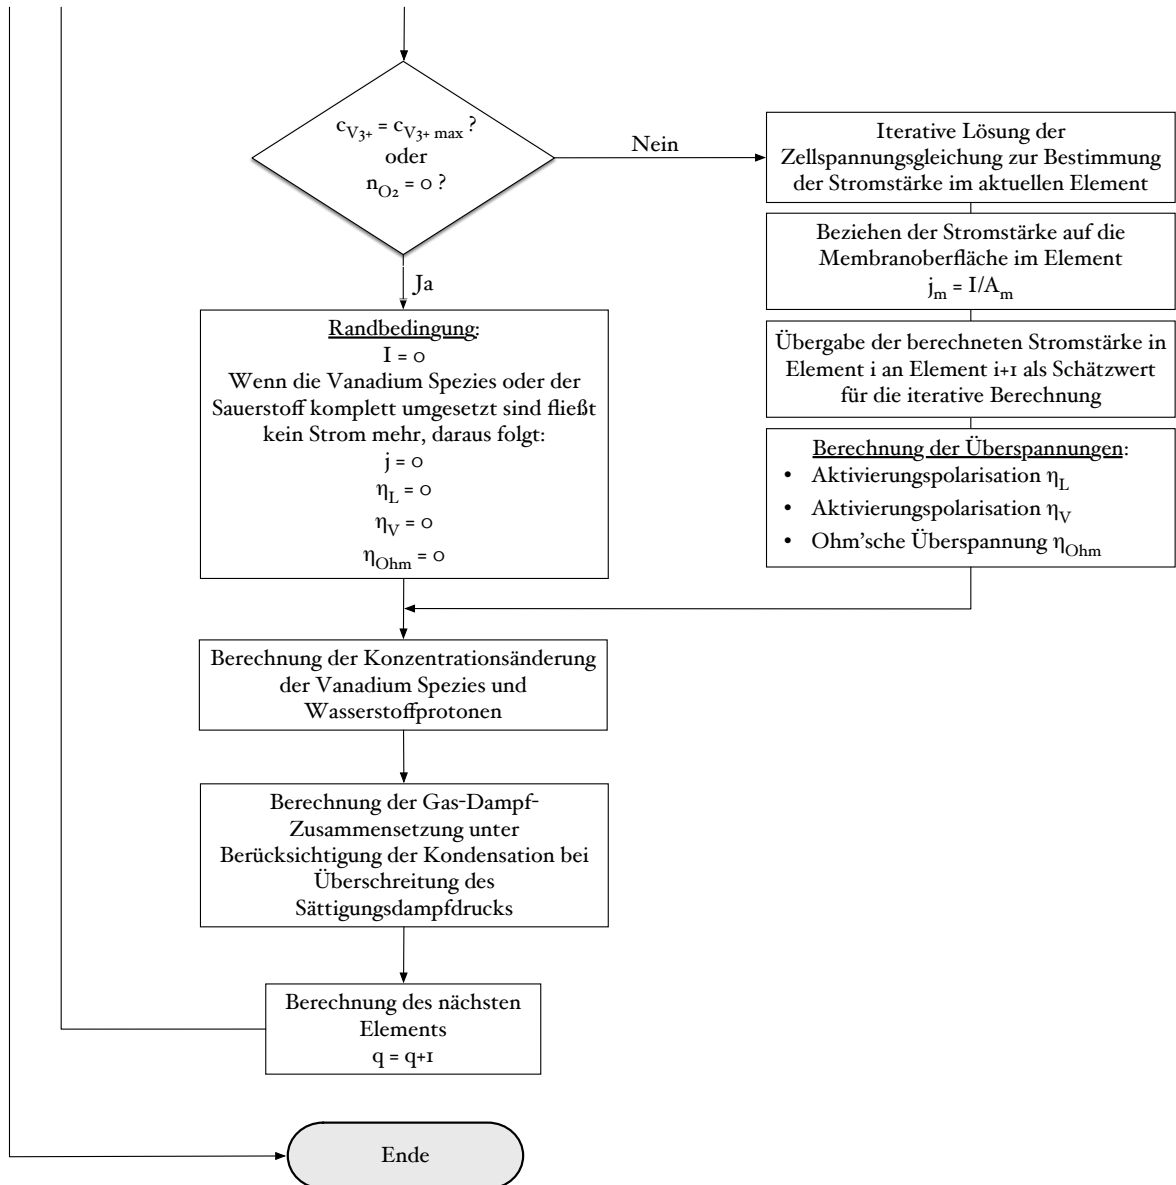 c_V3+ = c_V3+ max ?
oder
n_O2 = 0 ?
Nein
Iterative Lösung der
Zellspannungsgleichung zur Bestimmung
der Stromstärke im aktuellen Element
Beziehen der Stromstärke auf die
Membranoberfläche im Element
j_m = I/A_m
Übergabe der berechneten Stromstärke in
Element i an Element i+1 als Schätzwert
für die iterative Berechnung
Berechnung der Überspannungen:
• Aktivierungspolarisation η_L
• Aktivierungspolarisation η_V
• Ohm'sche Überspannung η_Ohm
Ja
Randbedingung:
I = 0
Wenn die Vanadium Spezies oder der
Sauerstoff komplett umgesetzt sind fließt
kein Strom mehr, daraus folgt:
j = 0
η_L = 0
η_V = 0
η_Ohm = 0
Berechnung der Konzentrationsänderung
der Vanadium Spezies und
Wasserstoffprotonen
Berechnung der Gas-Dampf-
Zusammensetzung unter
Berücksichtigung der Kondensation bei
Überschreitung des
Sättigungsdampfdrucks
Berechnung des nächsten
Elements
q = q+1
Ende